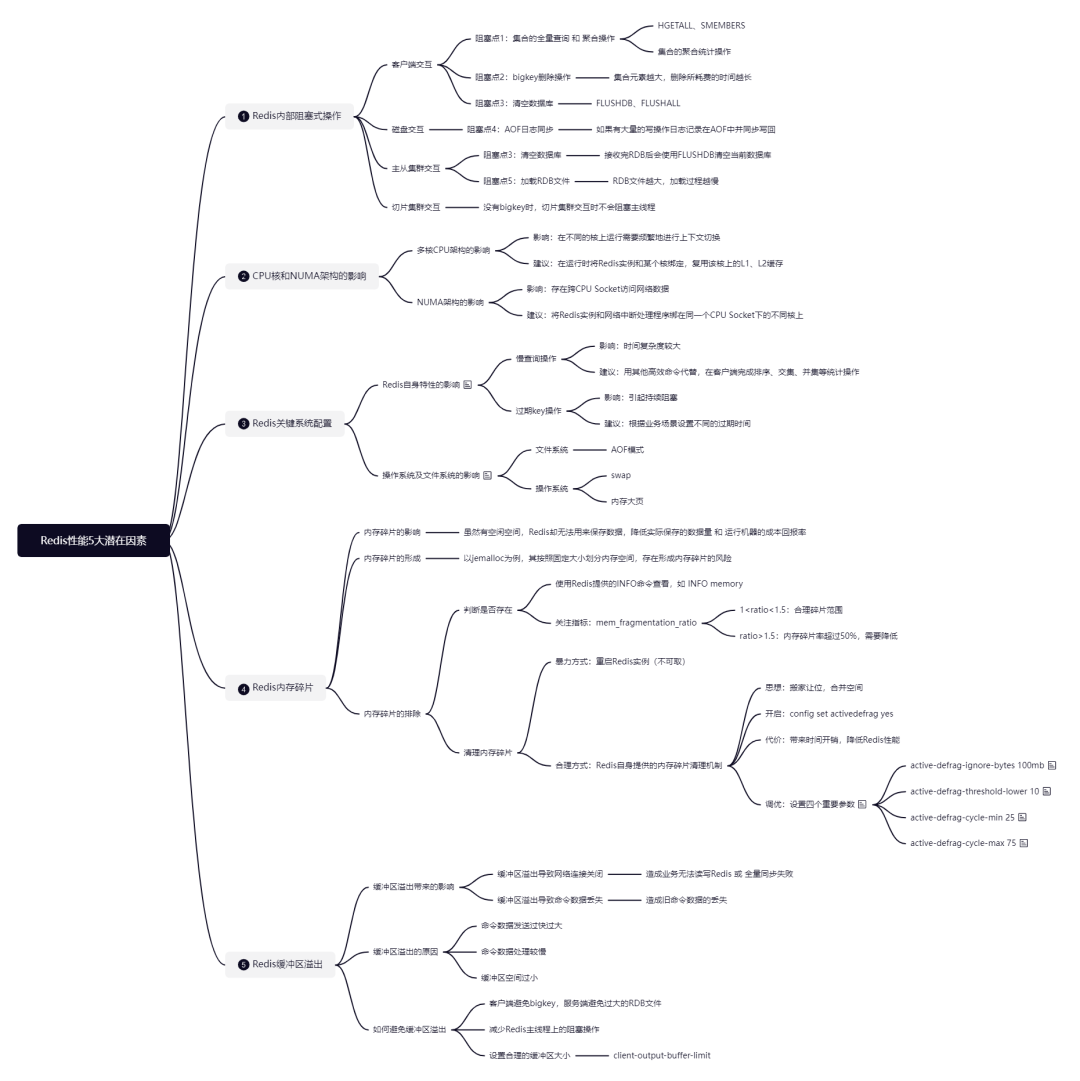 Redis性能5大潜在因素
1 Redis内部阻塞式操作
客户端交互
阻塞点1：集合的全量查询 和 聚合操作
HGETALL、SMEMBERS
集合的聚合统计操作
阻塞点2：bigkey删除操作
集合元素越大，删除所耗费的时间越长
阻塞点3：清空数据库
FLUSHDB、FLUSHALL
磁盘交互
阻塞点4：AOF日志同步
如果有大量的写操作日志记录在AOF中并同步写回
主从集群交互
阻塞点3：清空数据库
接收完RDB后会使用FLUSHDB清空当前数据库
阻塞点5：加载RDB文件
RDB文件越大，加载过程越慢
切片集群交互
没有bigkey时，切片集群交互时不会阻塞主线程
2 CPU核和NUMA架构的影响
多核CPU架构的影响
影响：在不同的核上运行需要频繁地进行上下文切换
建议：在运行时将Redis实例和某个核绑定，复用该核上的L1、L2缓存
NUMA架构的影响
影响：存在跨CPU Socket访问网络数据
建议：将Redis实例和网络中断处理程序绑在同一个CPU Socket下的不同核上
3 Redis关键系统配置
Redis自身特性的影响
慢查询操作
影响：时间复杂度较大
建议：用其他高效命令代替，在客户端完成排序、交集、并集等统计操作
过期key操作
影响：引起持续阻塞
建议：根据业务场景设置不同的过期时间
操作系统及文件系统的影响
文件系统
AOF模式
操作系统
swap
内存大页
4 Redis内存碎片
内存碎片的影响
虽然有空闲空间，Redis却无法用来保存数据，降低实际保存的数据量 和 运行机器的成本回报率
内存碎片的形成
以jemalloc为例，其按照固定大小划分内存空间，存在形成内存碎片的风险
内存碎片的排除
判断是否存在
使用Redis提供的INFO命令查看，如 INFO memory
关注指标：mem_fragmentation_ratio
1<ratio<1.5：合理碎片范围
ratio>1.5：内存碎片率超过50%，需要降低
清理内存碎片
暴力方式：重启Redis实例（不可取）
合理方式：Redis自身提供的内存碎片清理机制
思想：搬家让位，合并空间
开启：config set activedefrag yes
代价：带来时间开销，降低Redis性能
调优：设置四个重要参数
active-defrag-ignore-bytes 100mb
active-defrag-threshold-lower 10
active-defrag-cycle-min 25
active-defrag-cycle-max 75
5 Redis缓冲区溢出
缓冲区溢出带来的影响
缓冲区溢出导致网络连接关闭
造成业务无法读写Redis 或 全量同步失败
缓冲区溢出导致命令数据丢失
造成旧命令数据的丢失
缓冲区溢出的原因
命令数据发送过快过大
命令数据处理较慢
缓冲区空间过小
如何避免缓冲区溢出
客户端避免bigkey，服务端避免过大的RDB文件
减少Redis主线程上的阻塞操作
设置合理的缓冲区大小
client-output-buffer-limit